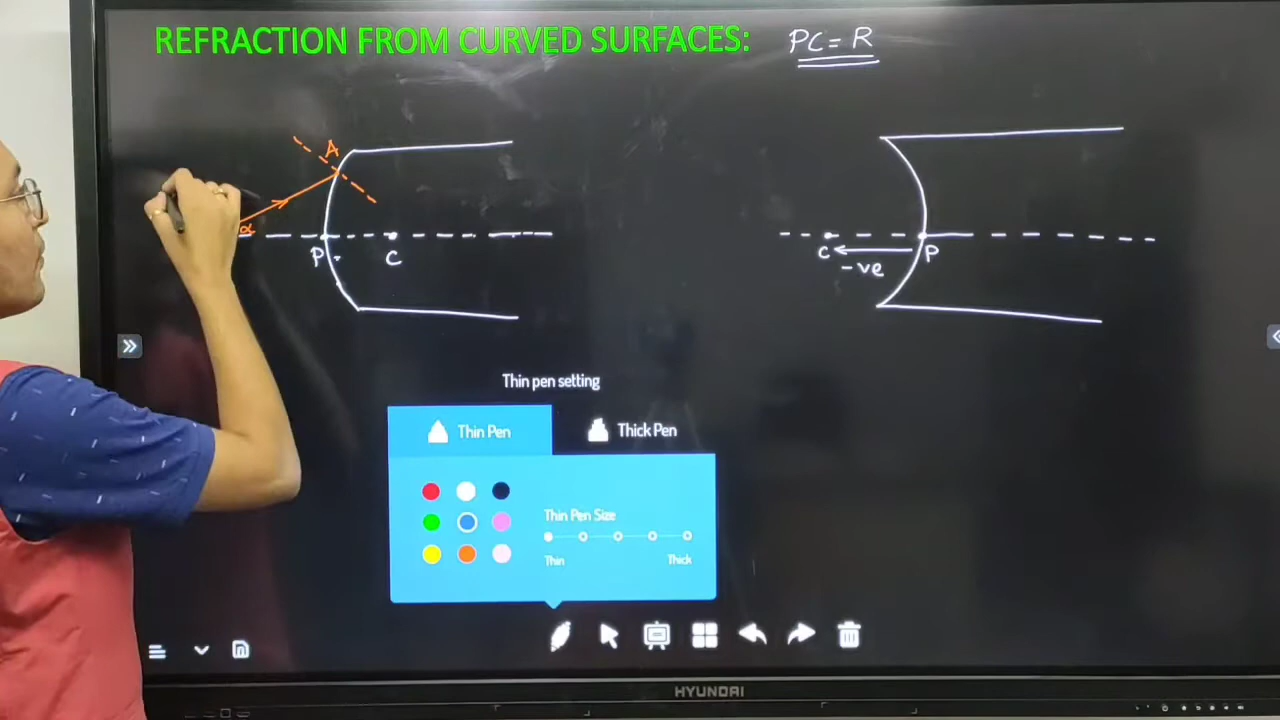 REFRACTION FROM CURVED SURFACES: PC = R
A
α
P C
C P
-ve
Thin pen setting
Thin Pen Thick Pen
Thin Pen Size
Thin Thick
HYUNDAI